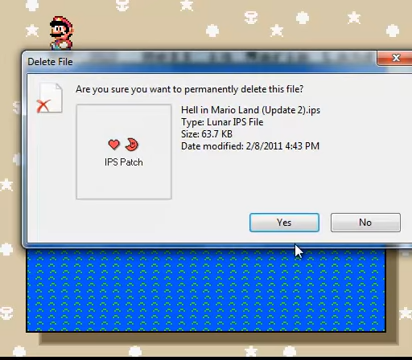 Delete File
Are you sure you want to permanently delete this file?
Hell in Mario Land (Update 2).ips
Type: Lunar IPS File
Size: 63.7 KB
Date modified: 2/8/2011 4:43 PM
IPS Patch
Yes
No